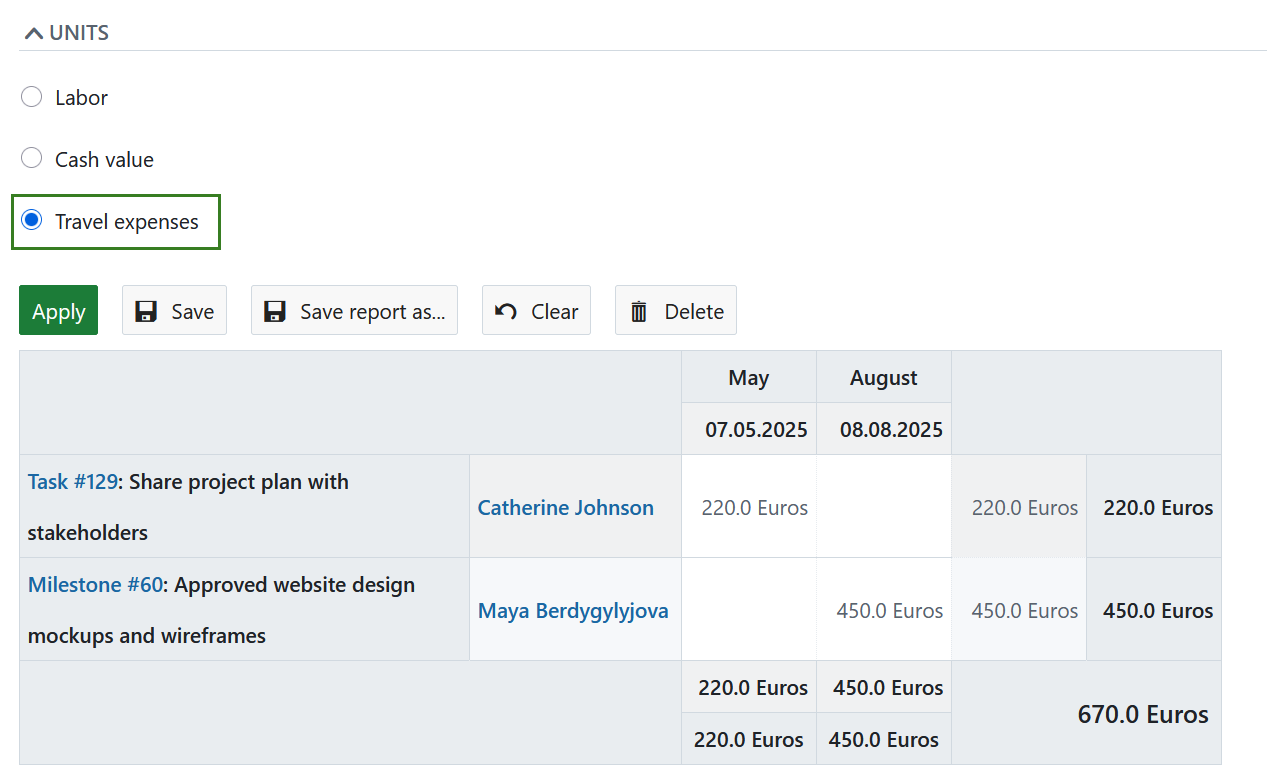 UNITS
Labor
Cash value
Travel expenses
Apply Save Save report as... Clear Delete
May August
07.05.2025 08.08.2025
Task #129: Share project plan with
stakeholders
Catherine Johnson 220.0 Euros 220.0 Euros 220.0 Euros
Milestone #60: Approved website design
mockups and wireframes
Maya Berdygylyjova 450.0 Euros 450.0 Euros 450.0 Euros
220.0 Euros 450.0 Euros
670.0 Euros
220.0 Euros 450.0 Euros